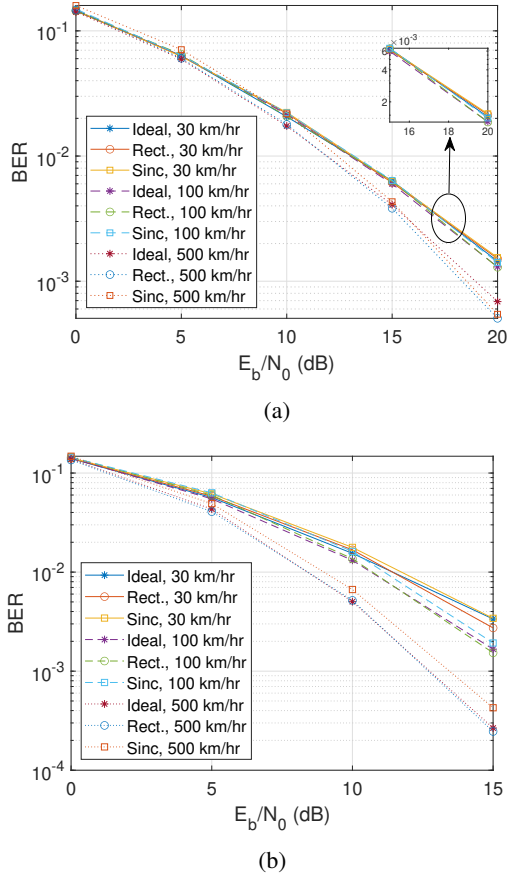 10^-1
10^-2
10^-3
BER
×10^-3
6
4
2
16
18
20
Ideal, 30 km/hr
Rect., 30 km/hr
Sinc, 30 km/hr
Ideal, 100 km/hr
Rect., 100 km/hr
Sinc, 100 km/hr
Ideal, 500 km/hr
Rect., 500 km/hr
Sinc, 500 km/hr
0 5 10 15 20
E_b/N_0 (dB)
(a)
10^-1
10^-2
10^-3
10^-4
BER
Ideal, 30 km/hr
Rect., 30 km/hr
Sinc, 30 km/hr
Ideal, 100 km/hr
Rect., 100 km/hr
Sinc, 100 km/hr
Ideal, 500 km/hr
Rect., 500 km/hr
Sinc, 500 km/hr
0 5 10 15
E_b/N_0 (dB)
(b)